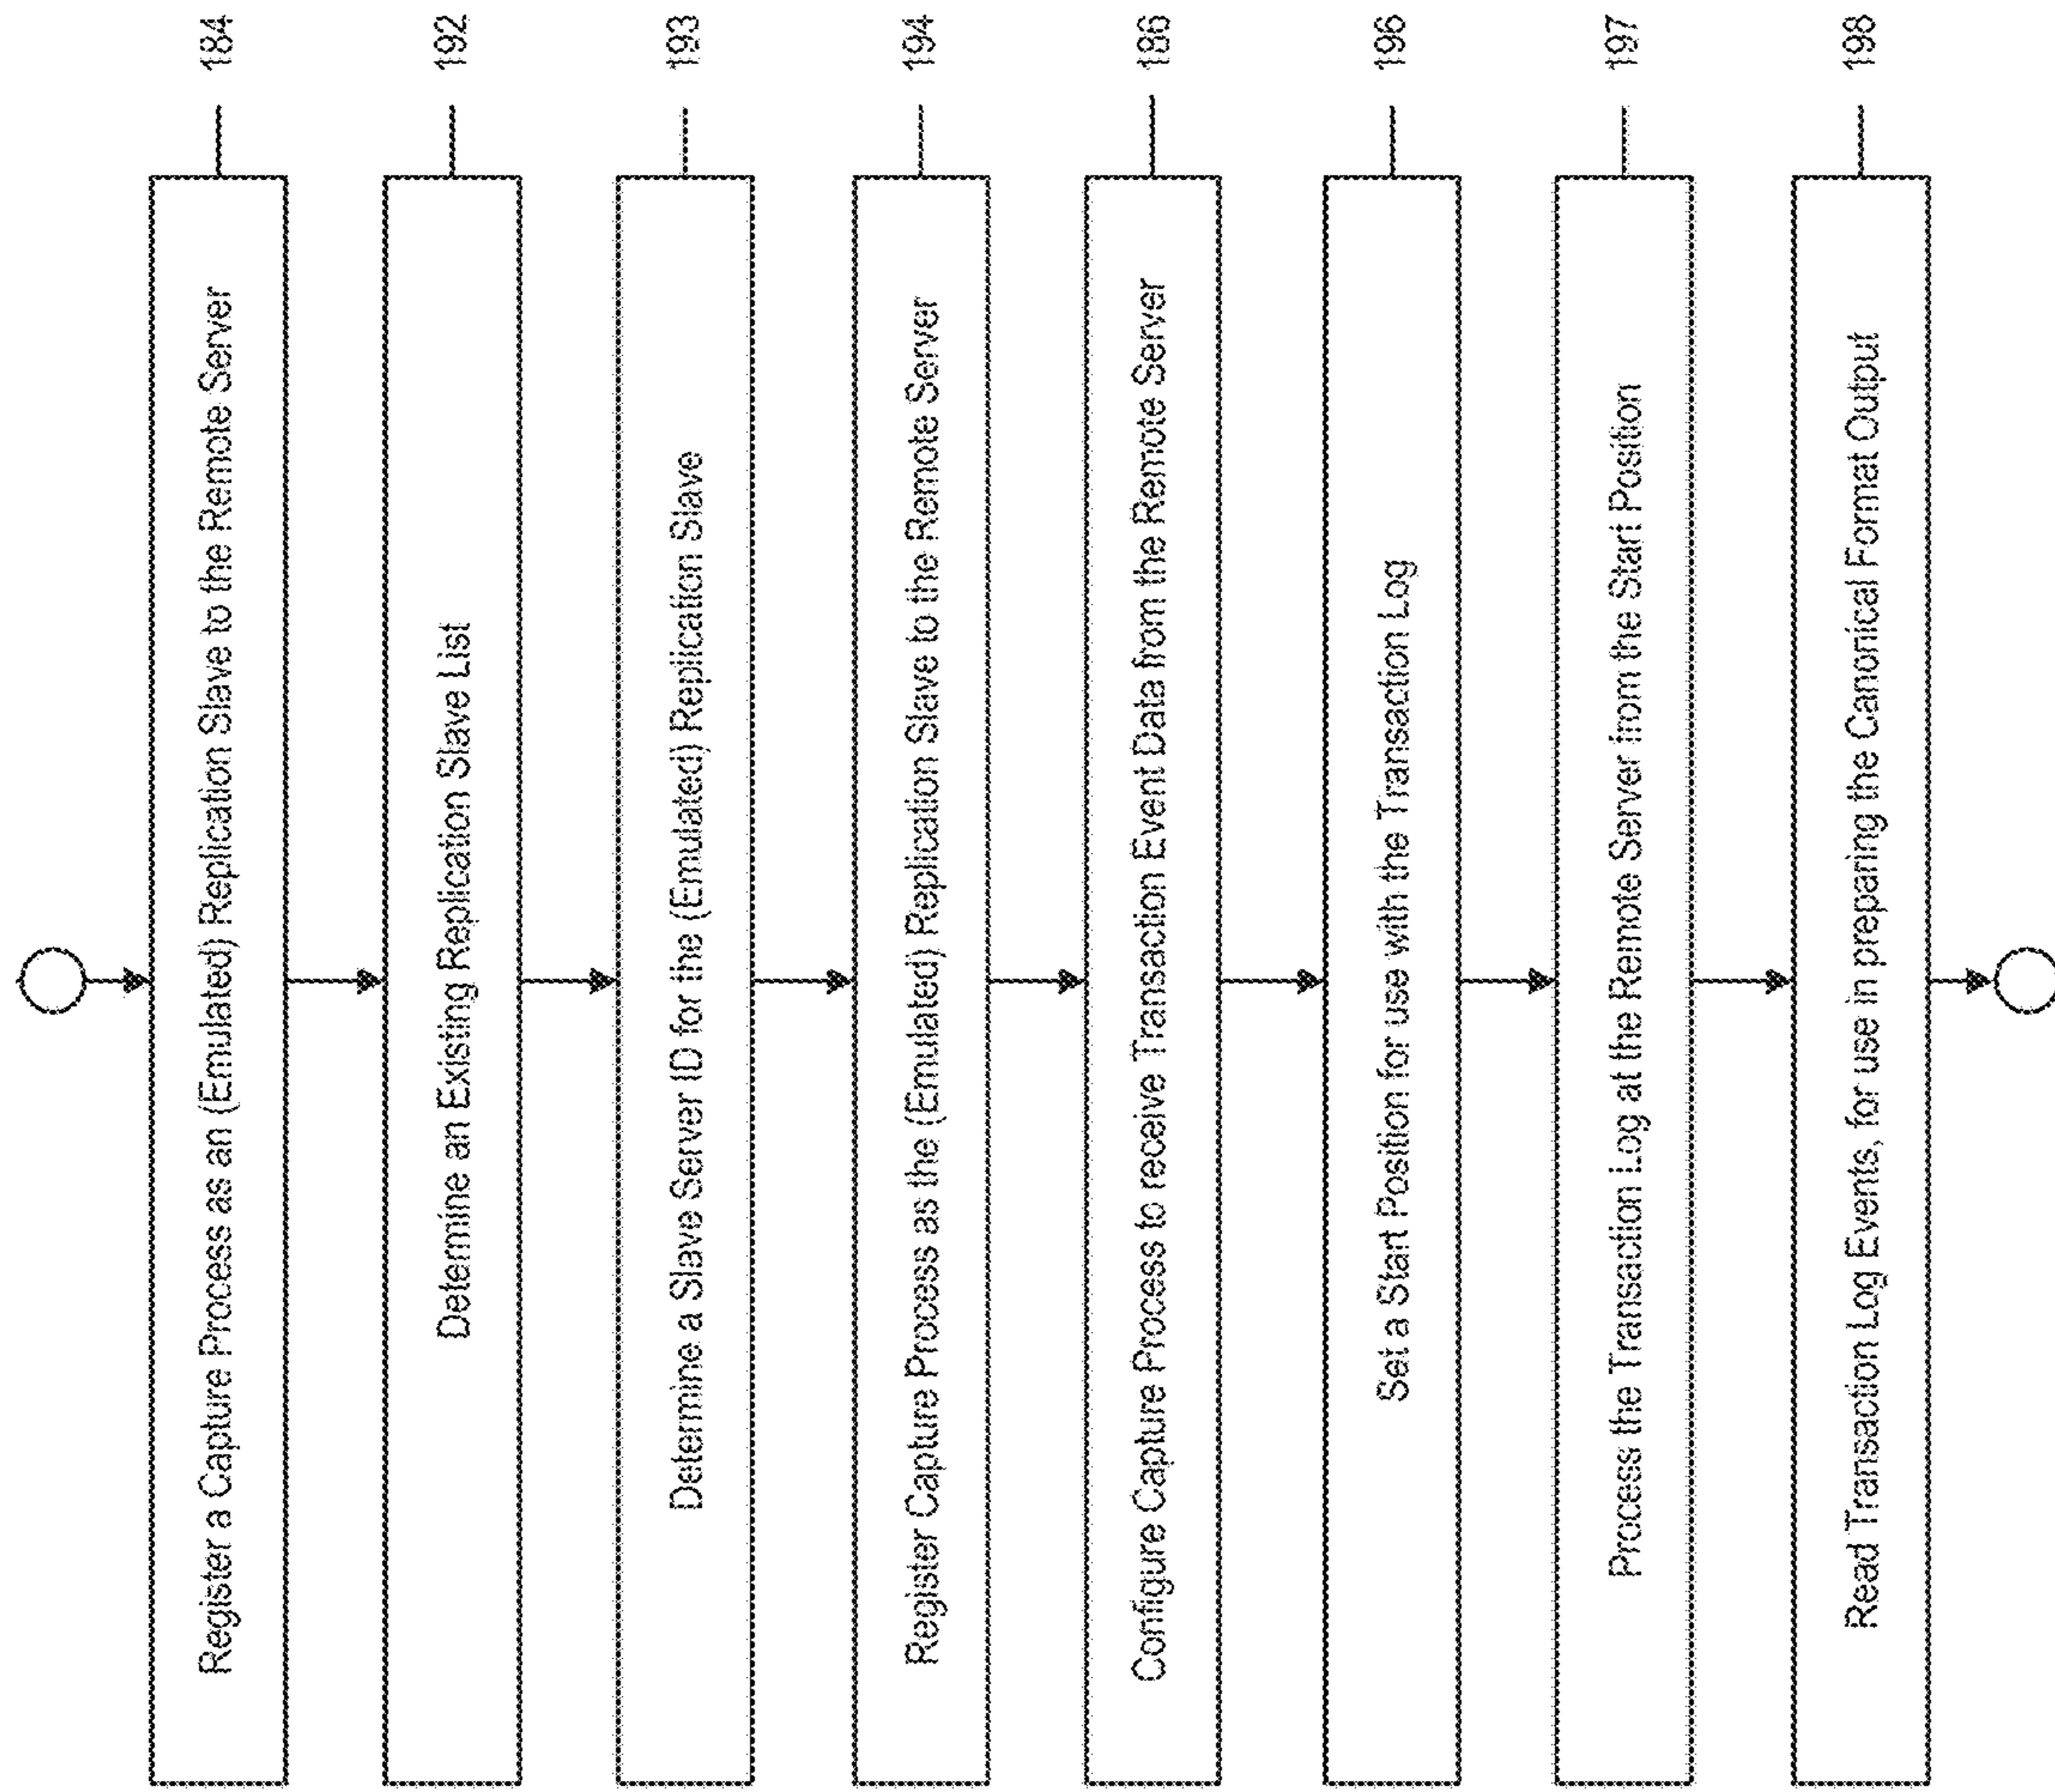 Register a Capture Process as an (Emulated) Replication Slave to the Remote Server
184
Determine an Existing Replication Slave List
192
Determine a Slave Server ID for the (Emulated) Replication Slave
193
Register Capture Process as the (Emulated) Replication Slave to the Remote Server
194
Configure Capture Process to receive Transaction Event Data from the Remote Server
186
Set a Start Position for use with the Transaction Log
196
Process the Transaction Log at the Remote Server from the Start Position
197
Read Transaction Log Events, for use in preparing the Canonical Format Output
198